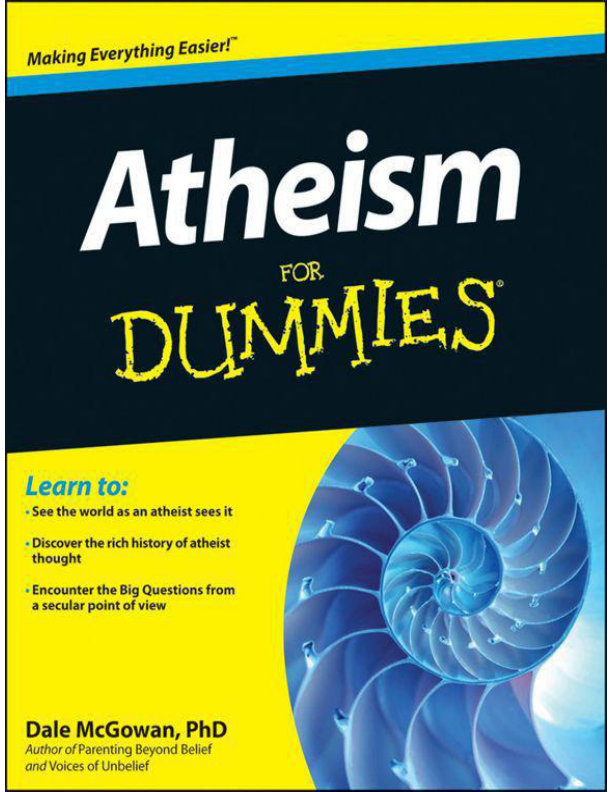 Making Everything Easier!™
Atheism
FOR
DUMMIES®
Learn to:
• See the world as an atheist sees it
• Discover the rich history of atheist
thought
• Encounter the Big Questions from
a secular point of view
Dale McGowan, PhD
Author of Parenting Beyond Belief
and Voices of Unbelief